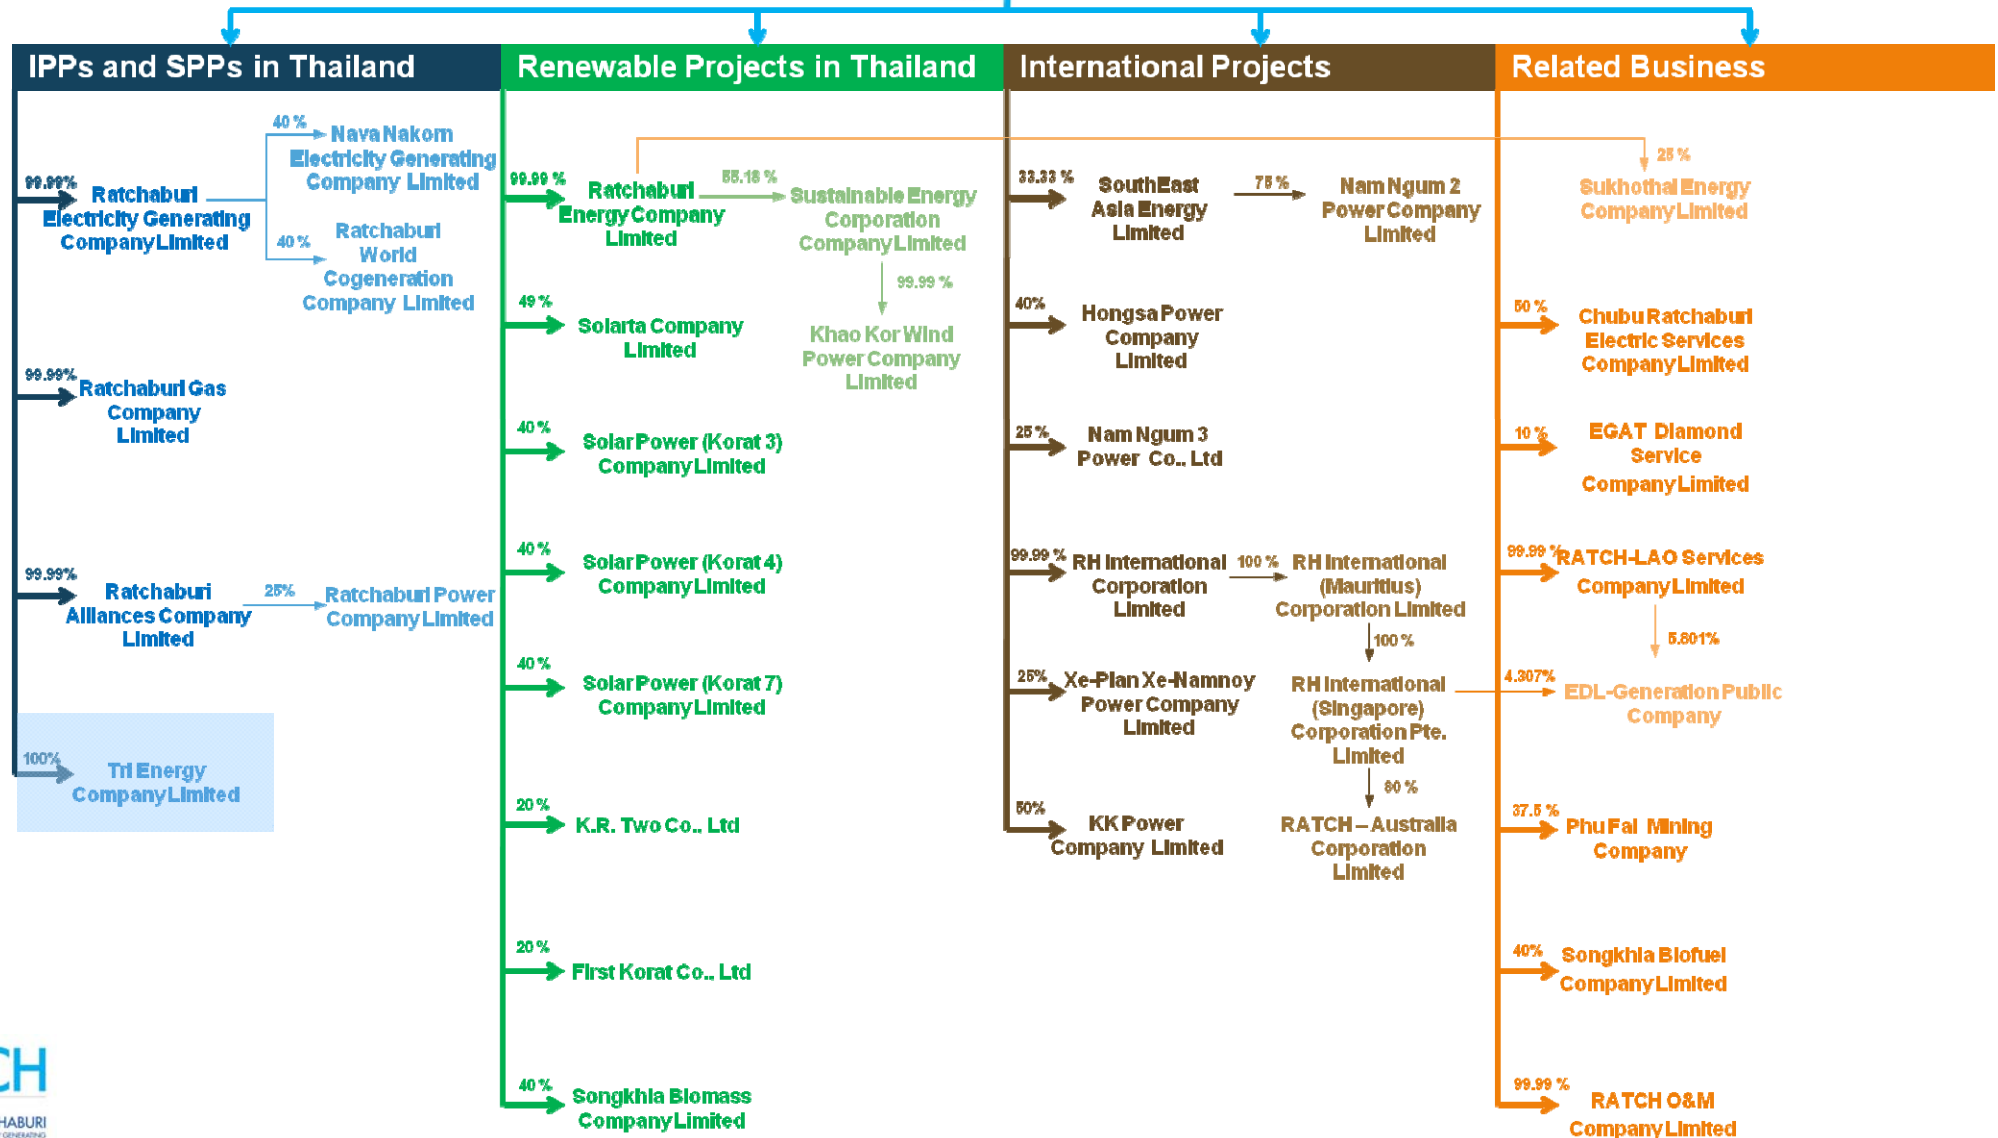 IPPs and SPPs in Thailand
99.99%
Ratchaburi
Electricity Generating
Company Limited
40 %
Nava Nakorn
Electricity Generating
Company Limited
40 %
Ratchaburi
World
Cogeneration
Company Limited
99.99%
Ratchaburi Gas
Company
Limited
99.99%
Ratchaburi
Alliances Company
Limited
25%
Ratchaburi Power
Company Limited
100%
Tri Energy
Company Limited
Renewable Projects in Thailand
99.99 %
Ratchaburi
Energy Company
Limited
55.18 %
Sustainable Energy
Corporation
Company Limited
99.99 %
Khao Kor Wind
Power Company
Limited
49 %
Solarta Company
Limited
40 %
Solar Power (Korat 3)
Company Limited
40 %
Solar Power (Korat 4)
Company Limited
40 %
Solar Power (Korat 7)
Company Limited
20 %
K.R. Two Co., Ltd
20 %
First Korat Co., Ltd
40 %
Songkhla Biomass
Company Limited
International Projects
33.33 %
SouthEast
Asia Energy
Limited
75 %
Nam Ngum 2
Power Company
Limited
40%
Hongsa Power
Company
Limited
25 %
Nam Ngum 3
Power Co., Ltd
99.99 %
RH International
Corporation
Limited
100 %
RH International
(Mauritius)
Corporation Limited
100 %
RH International
(Singapore)
Corporation Pte.
Limited
80 %
RATCH – Australia
Corporation
Limited
25%
Xe-Pian Xe-Namnoy
Power Company
Limited
50%
KK Power
Company Limited
Related Business
25 %
Sukhothai Energy
Company Limited
50 %
Chubu Ratchaburi
Electric Services
Company Limited
10 %
EGAT Diamond
Service
Company Limited
99.99 %
RATCH-LAO Services
Company Limited
5.801%
4.307%
EDL-Generation Public
Company
37.5 %
Phu Fai Mining
Company
40%
Songkhla Biofuel
Company Limited
99.99 %
RATCH O&M
Company Limited
CH
HABURI
GENERATING